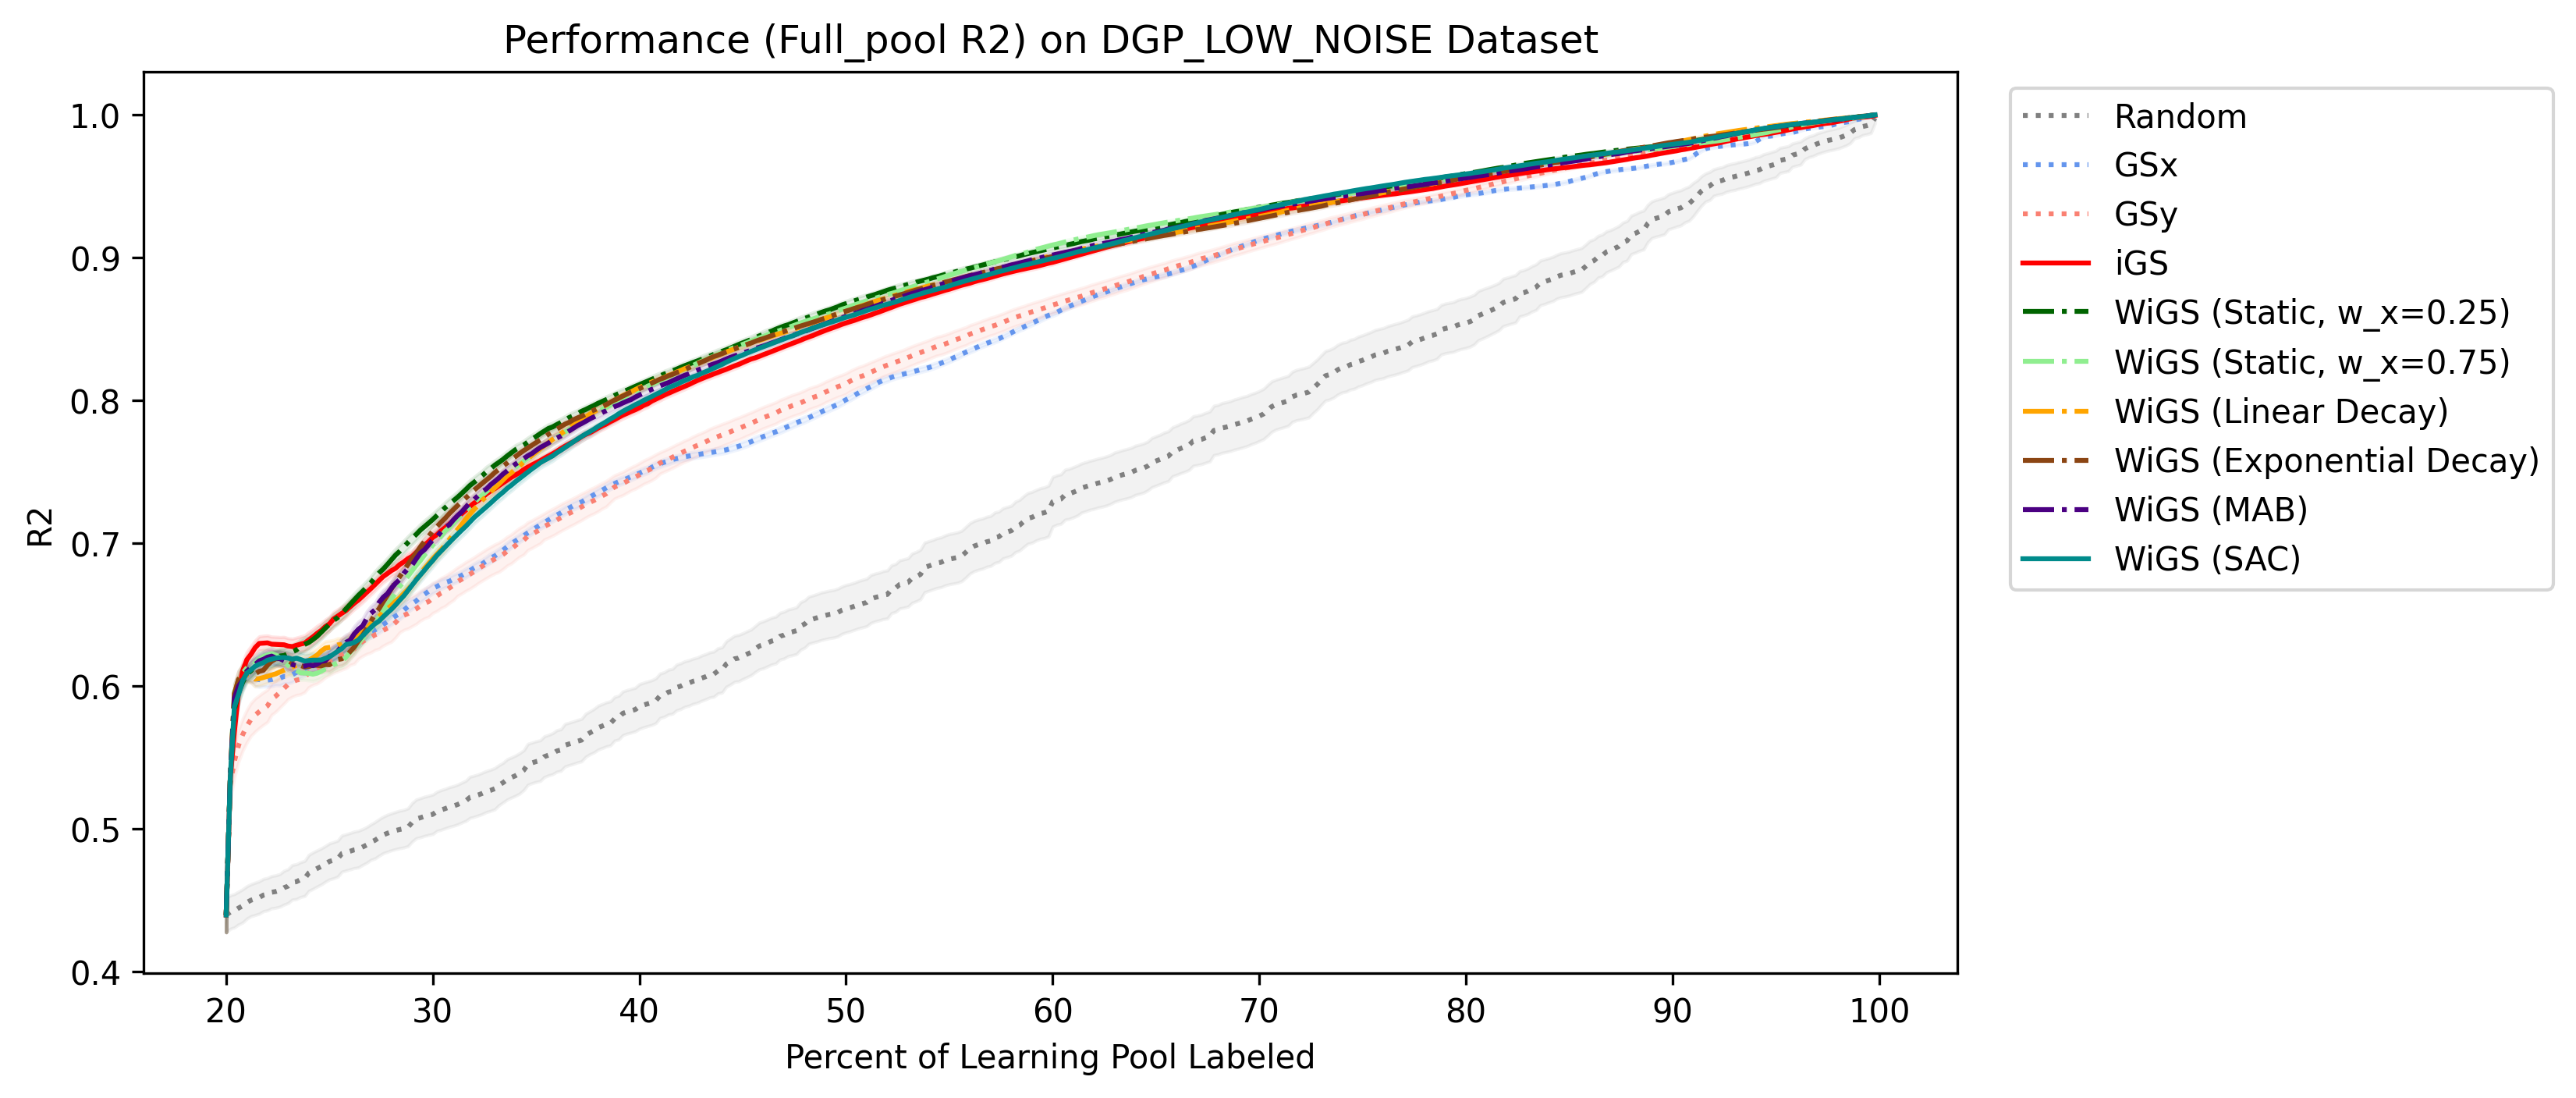 Performance (Full_pool R2) on DGP_LOW_NOISE Dataset
1.0
0.9
0.8
0.7
0.6
0.5
0.4
R2
20 30 40 50 60 70 80 90 100
Percent of Learning Pool Labeled
Random
GSx
GSy
iGS
WiGS (Static, w_x=0.25)
WiGS (Static, w_x=0.75)
WiGS (Linear Decay)
WiGS (Exponential Decay)
WiGS (MAB)
WiGS (SAC)